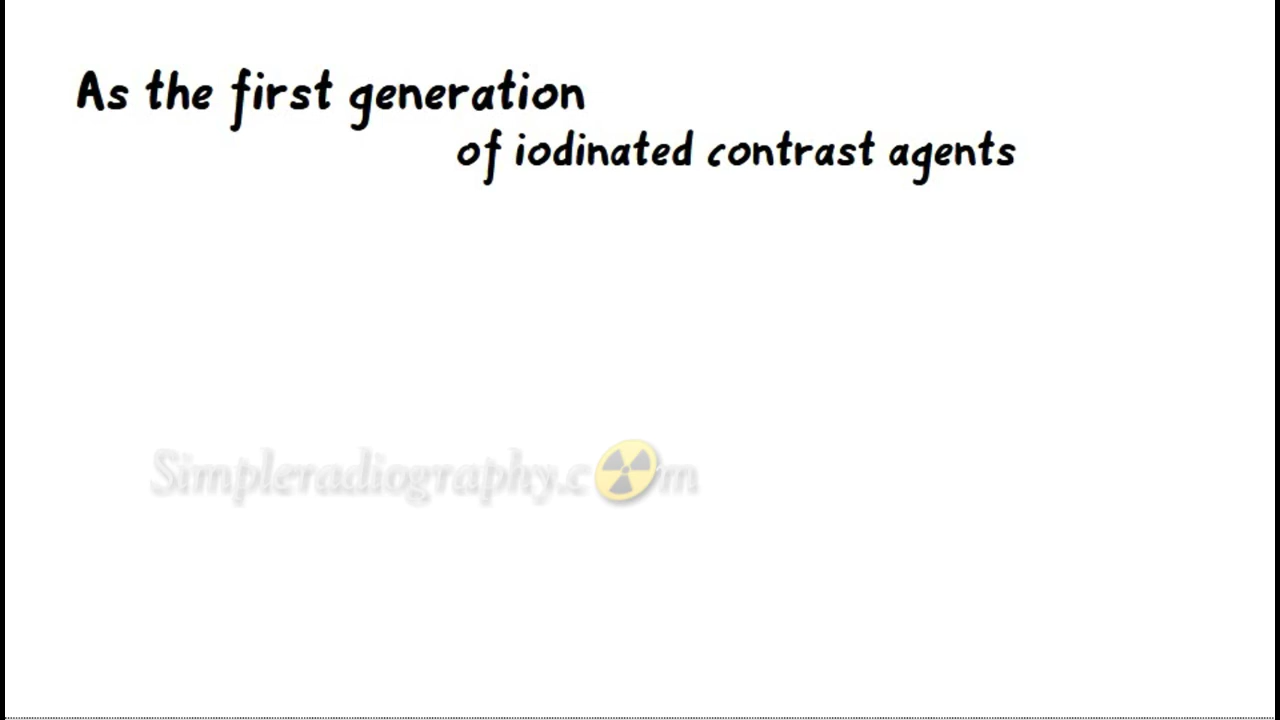 As the first generation
of iodinated contrast agents
Simpleradiography.com